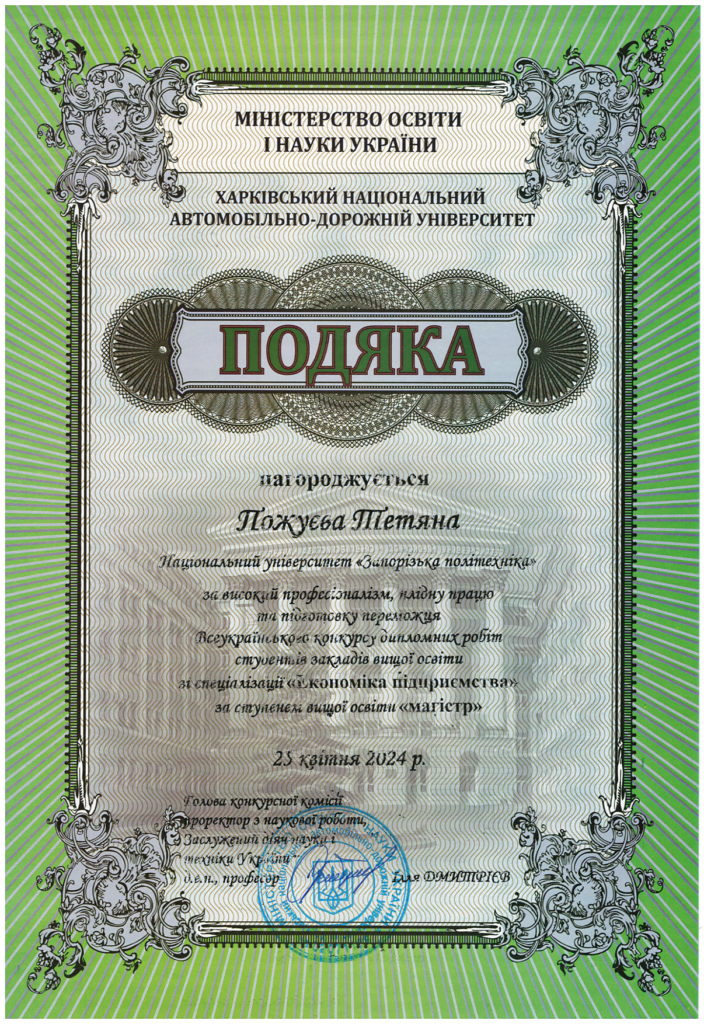 МІНІСТЕРСТВО ОСВІТИ
І НАУКИ УКРАЇНИ
ХАРКІВСЬКИЙ НАЦІОНАЛЬНИЙ
АВТОМОБІЛЬНО-ДОРОЖНІЙ УНІВЕРСИТЕТ
ПОДЯКА
нагороджується
Пожуєва Тетяна
Національний університет «Запорізька політехніка»
за високий професіоналізм, плідну працю
та підготовку переможця
Всеукраїнського конкурсу дипломних робіт
студентів закладів вищої освіти
зі спеціалізації «Економіка підприємства»
за ступенем вищої освіти «магістр»
25 квітня 2024 р.
Голова конкурсної комісії
проректор з наукової роботи,
Заслужений діяч науки і
техніки України
д.е.н., професор
Ілля ДМИТРІЄВ